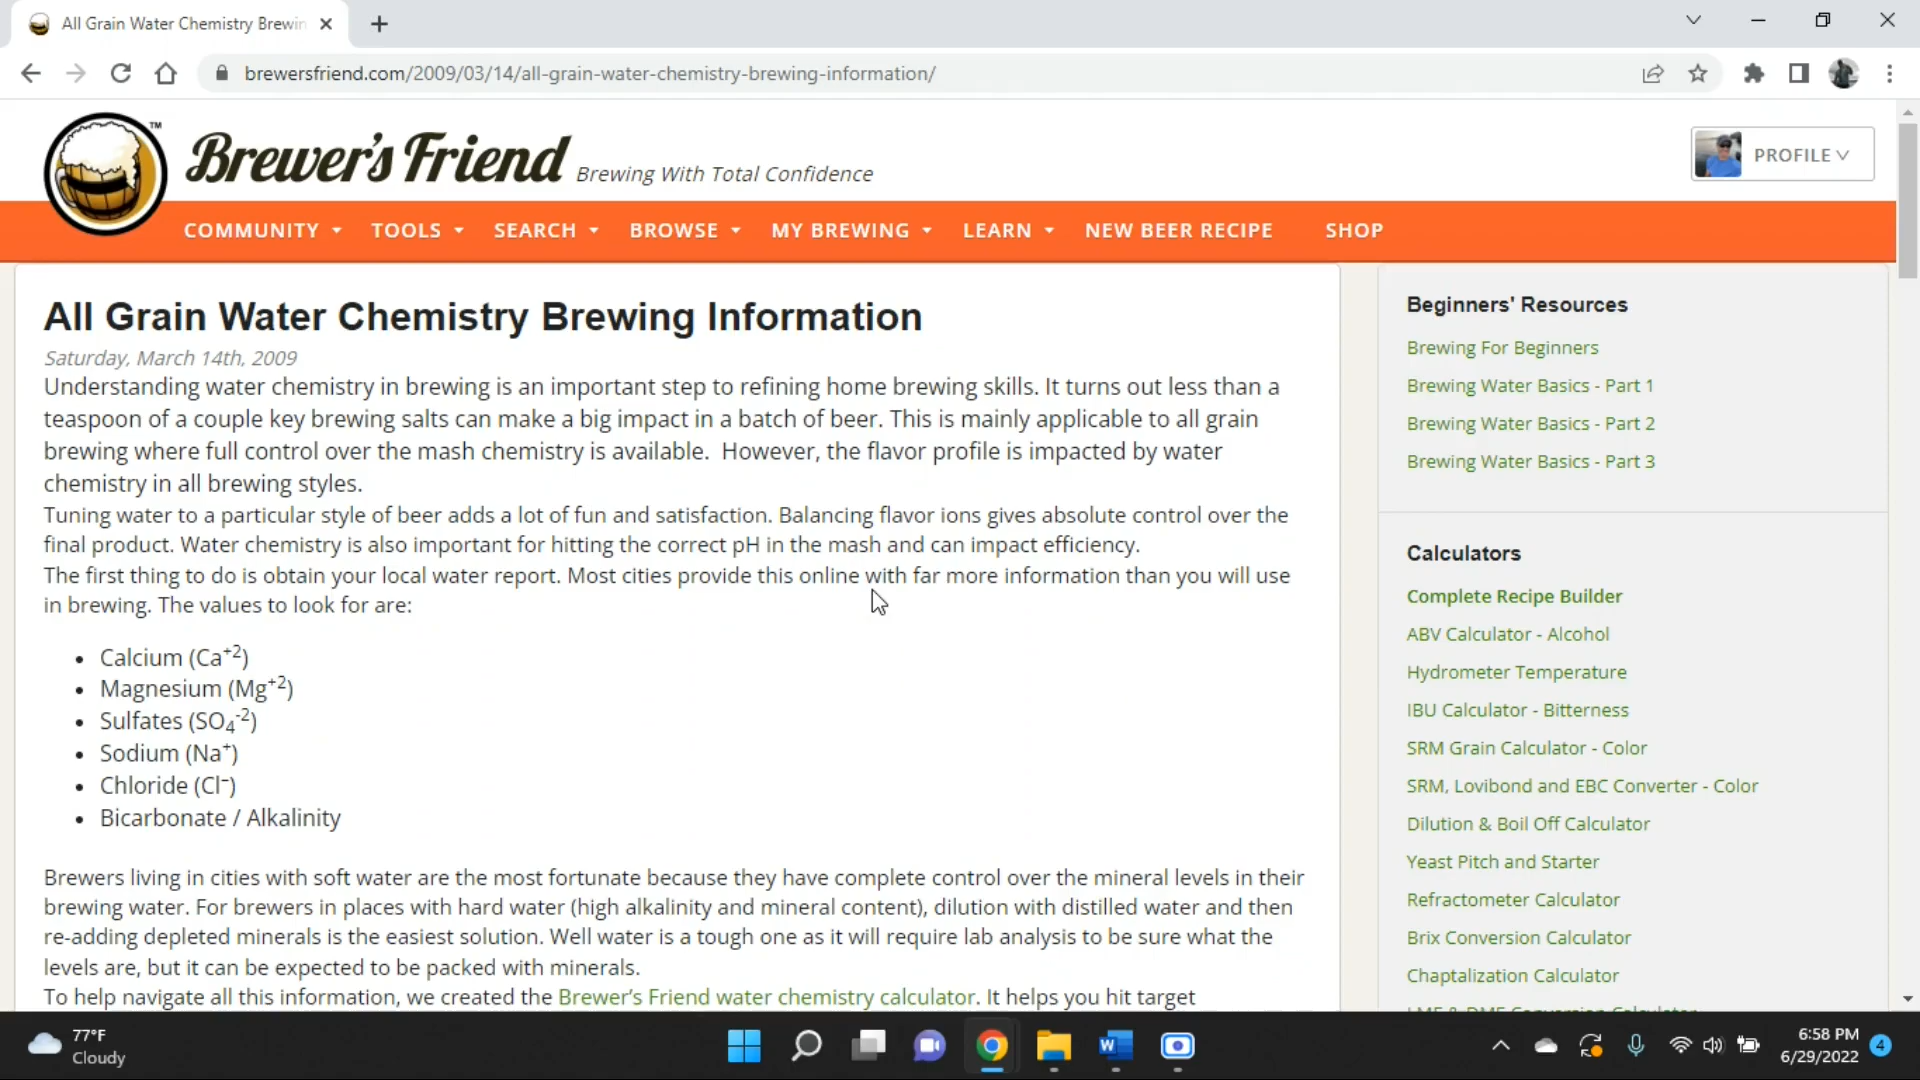 All Grain Water Chemistry Brewin
brewersfriend.com/2009/03/14/all-grain-water-chemistry-brewing-information/
TM
Brewer's Friend Brewing With Total Confidence
PROFILE
COMMUNITY TOOLS SEARCH BROWSE MY BREWING LEARN NEW BEER RECIPE SHOP
All Grain Water Chemistry Brewing Information
Saturday, March 14th, 2009
Understanding water chemistry in brewing is an important step to refining home brewing skills. It turns out less than a
teaspoon of a couple key brewing salts can make a big impact in a batch of beer. This is mainly applicable to all grain
brewing where full control over the mash chemistry is available.  However, the flavor profile is impacted by water
chemistry in all brewing styles.
Tuning water to a particular style of beer adds a lot of fun and satisfaction. Balancing flavor ions gives absolute control over the
final product. Water chemistry is also important for hitting the correct pH in the mash and can impact efficiency.
The first thing to do is obtain your local water report. Most cities provide this online with far more information than you will use
in brewing. The values to look for are:
• Calcium (Ca⁺²)
• Magnesium (Mg⁺²)
• Sulfates (SO₄⁻²)
• Sodium (Na⁺)
• Chloride (Cl⁻)
• Bicarbonate / Alkalinity
Brewers living in cities with soft water are the most fortunate because they have complete control over the mineral levels in their
brewing water. For brewers in places with hard water (high alkalinity and mineral content), dilution with distilled water and then
re-adding depleted minerals is the easiest solution. Well water is a tough one as it will require lab analysis to be sure what the
levels are, but it can be expected to be packed with minerals.
To help navigate all this information, we created the Brewer's Friend water chemistry calculator. It helps you hit target
Beginners' Resources
Brewing For Beginners
Brewing Water Basics - Part 1
Brewing Water Basics - Part 2
Brewing Water Basics - Part 3
Calculators
Complete Recipe Builder
ABV Calculator - Alcohol
Hydrometer Temperature
IBU Calculator - Bitterness
SRM Grain Calculator - Color
SRM, Lovibond and EBC Converter - Color
Dilution & Boil Off Calculator
Yeast Pitch and Starter
Refractometer Calculator
Brix Conversion Calculator
Chaptalization Calculator
LME & DME Conversion Calculator
77°F
Cloudy
W
6:58 PM
6/29/2022
4